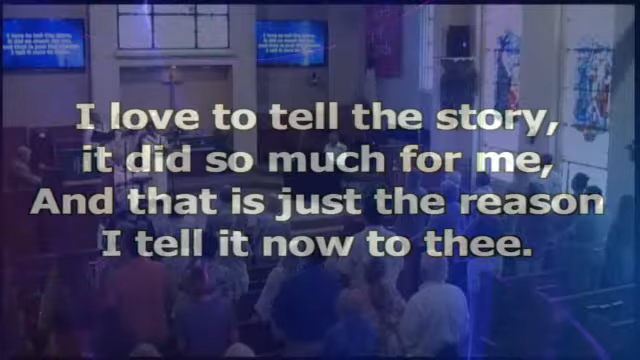 I love to tell the story,
it did so much for me,
And that is just the reason
I tell it now to thee.